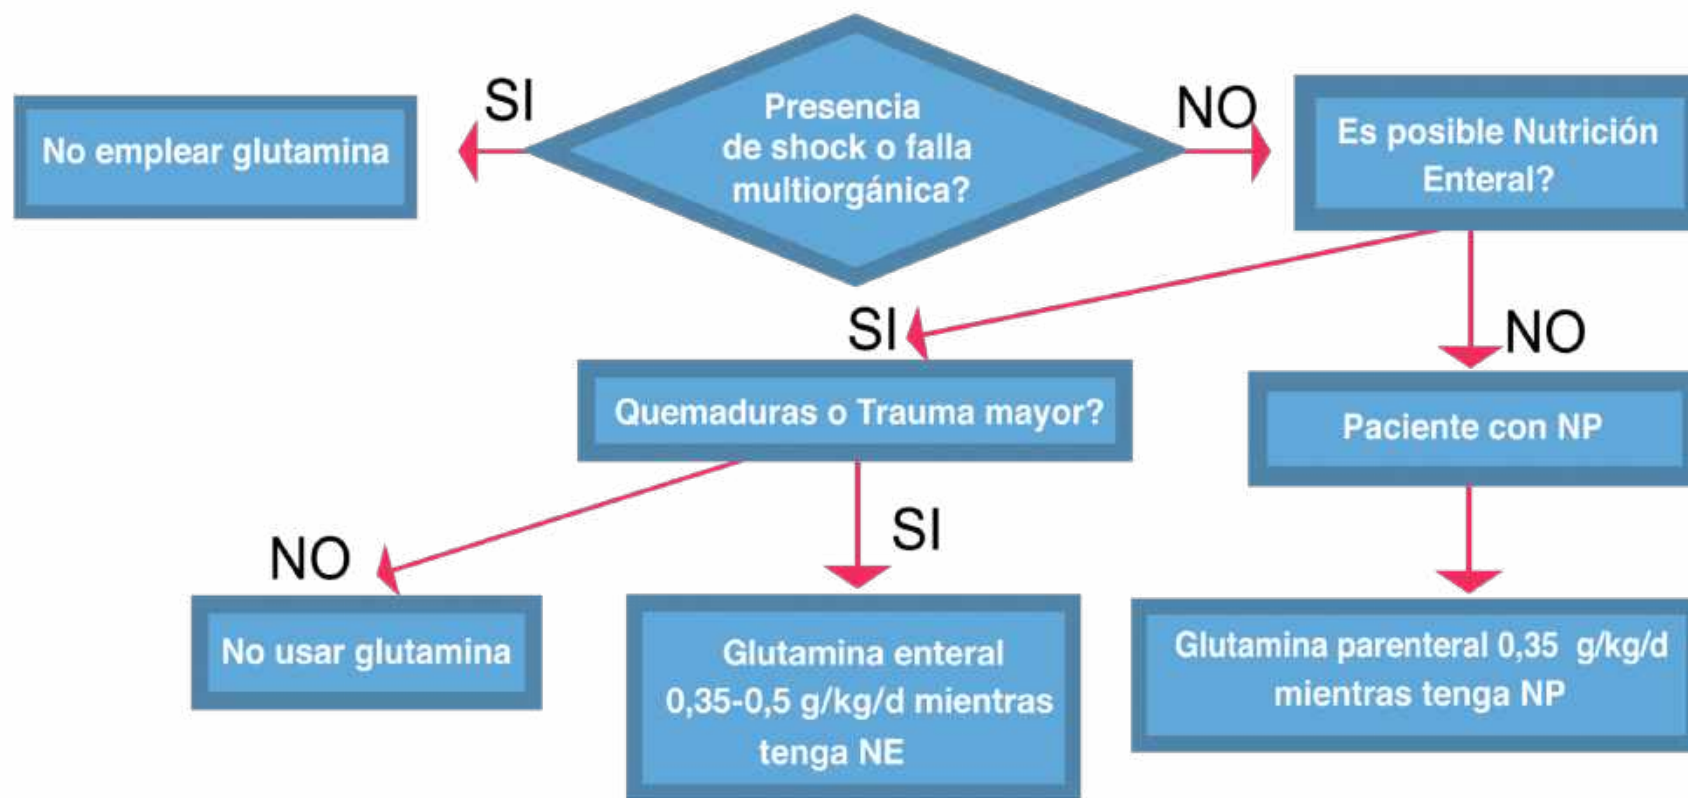 Presencia
de shock o falla
multiorgánica?
SI
NO
No emplear glutamina
Es posible Nutrición
Enteral?
SI
NO
Quemaduras o Trauma mayor?
Paciente con NP
NO
SI
No usar glutamina
Glutamina enteral
0,35-0,5 g/kg/d mientras
tenga NE
Glutamina parenteral 0,35 g/kg/d
mientras tenga NP